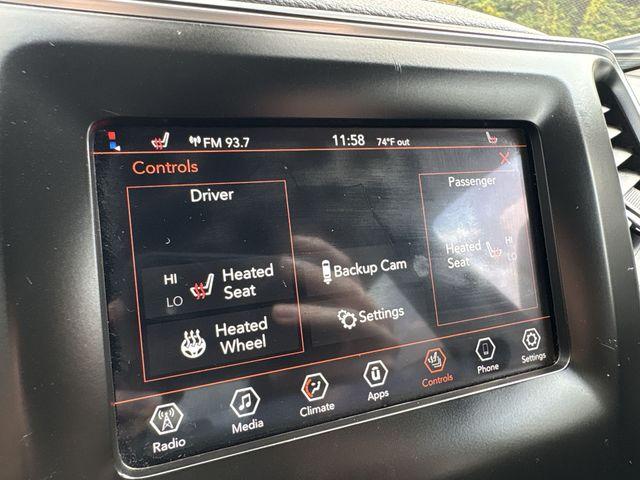 FM 93.7 11:58 74°F out
Controls X
Driver
Passenger
HI
LO
Heated
Seat
Heated
Wheel
Backup Cam
Settings
Heated
Seat
HI
LO
Radio Media Climate Apps Controls Phone Settings